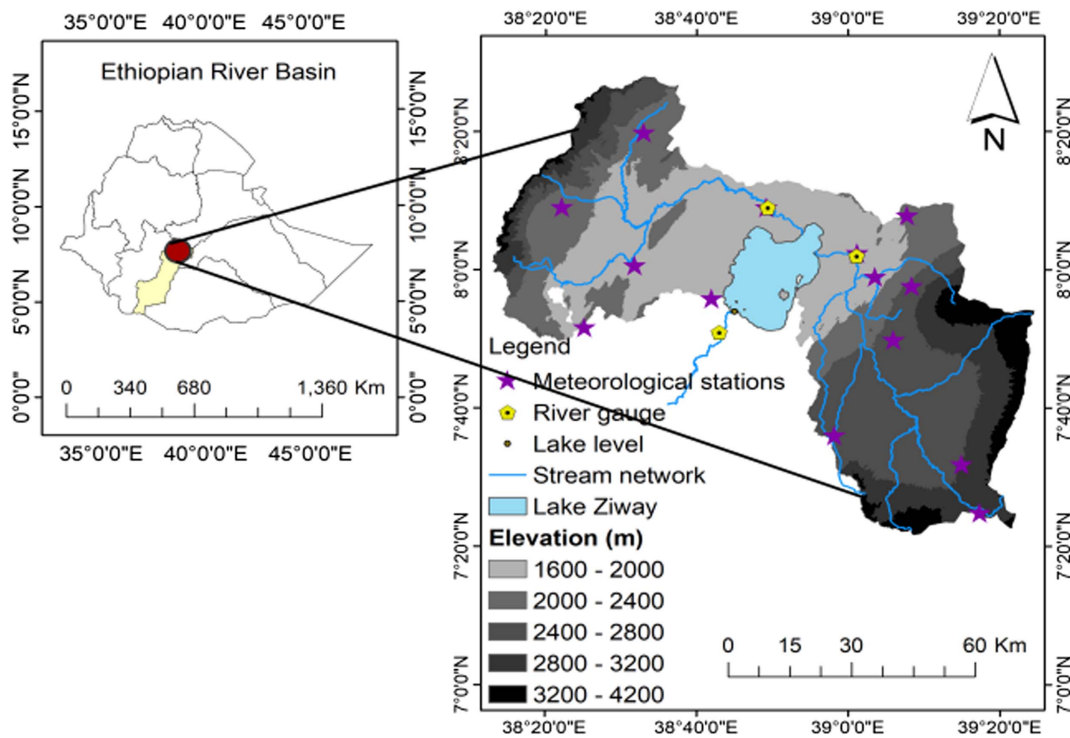 35°0'0"E 40°0'0"E 45°0'0"E
Ethiopian River Basin
15°0'0"N
10°0'0"N
5°0'0"N
0°0'0"
15°0'0"N
10°0'0"N
5°0'0"N
0°0'0"
0 340 680 1,360 Km
35°0'0"E 40°0'0"E 45°0'0"E
38°20'0"E 38°40'0"E 39°0'0"E 39°20'0"E
N
8°20'0"N
8°0'0"N
7°40'0"N
7°20'0"N
7°0'0"N
8°20'0"N
8°0'0"N
7°40'0"N
7°20'0"N
7°0'0"N
Legend
Meteorological stations
River gauge
Lake level
Stream network
Lake Ziway
Elevation (m)
1600 - 2000
2000 - 2400
2400 - 2800
2800 - 3200
3200 - 4200
0 15 30 60 Km
38°20'0"E 38°40'0"E 39°0'0"E 39°20'0"E